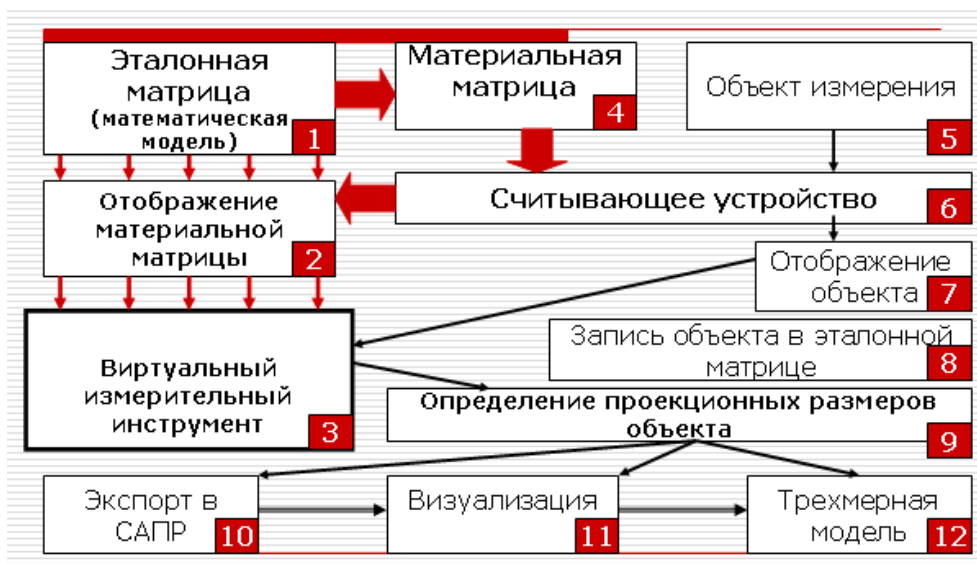 Эталонная
матрица
(математическая
модель)
1
Материальная
матрица
4
Объект измерения
5
Отображение
материальной
матрицы
2
Считывающее устройство
6
Отображение
объекта
7
Виртуальный
измерительный
инструмент
3
Запись объекта в эталонной
матрице
8
Определение проекционных размеров
объекта
9
Экспорт в
САПР
10
Визуализация
11
Трехмерная
модель
12